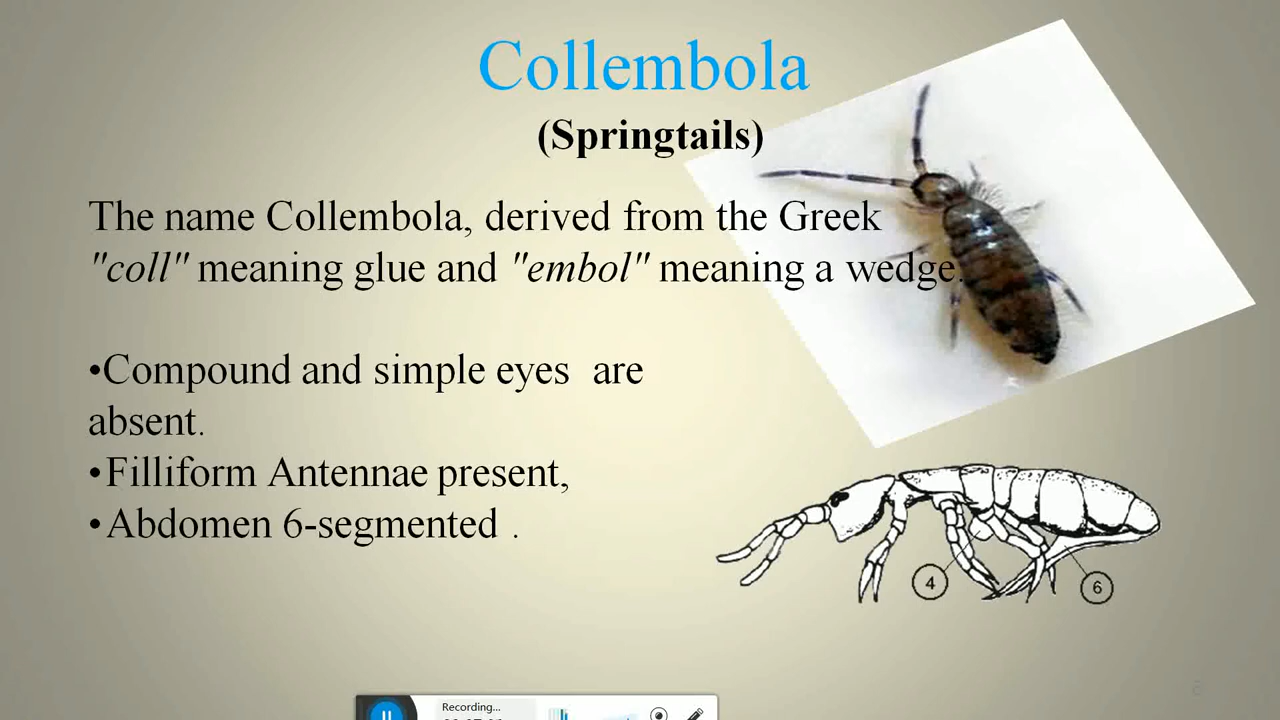 Collembola
(Springtails)
The name Collembola, derived from the Greek
"coll" meaning glue and "embol" meaning a wedge.
•Compound and simple eyes are
absent.
•Filliform Antennae present,
•Abdomen 6-segmented .
4
6
Recording...